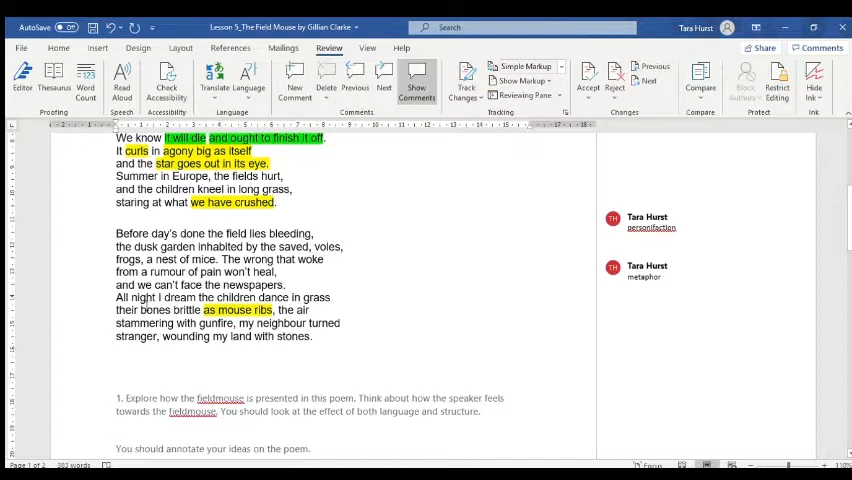 AutoSave Off Lesson 5_The Field Mouse by Gillian Clarke Search Tara Hurst
File Home Insert Design Layout References Mailings Review View Help Share Comments
Editor Thesaurus Word Count Read Aloud Check Accessibility Translate Language New Comment Delete Previous Next Show Comments Track Changes Simple Markup Show Markup Reviewing Pane Accept Reject Previous Next Compare Block Authors Restrict Editing Hide Ink
Proofing Speech Accessibility Language Comments Tracking Changes Compare Protect Ink
We know it will die and ought to finish it off.
It curls in agony big as itself
and the star goes out in its eye.
Summer in Europe, the fields hurt,
and the children kneel in long grass,
staring at what we have crushed.
Before day's done the field lies bleeding,
the dusk garden inhabited by the saved, voles,
frogs, a nest of mice. The wrong that woke
from a rumour of pain won't heal,
and we can't face the newspapers.
All night I dream the children dance in grass
their bones brittle as mouse ribs, the air
stammering with gunfire, my neighbour turned
stranger, wounding my land with stones.
1. Explore how the fieldmouse is presented in this poem. Think about how the speaker feels
towards the fieldmouse. You should look at the effect of both language and structure.
You should annotate your ideas on the poem.
TH Tara Hurst
personifaction
TH Tara Hurst
metaphor
Page 1 of 2 383 words Focus 110%